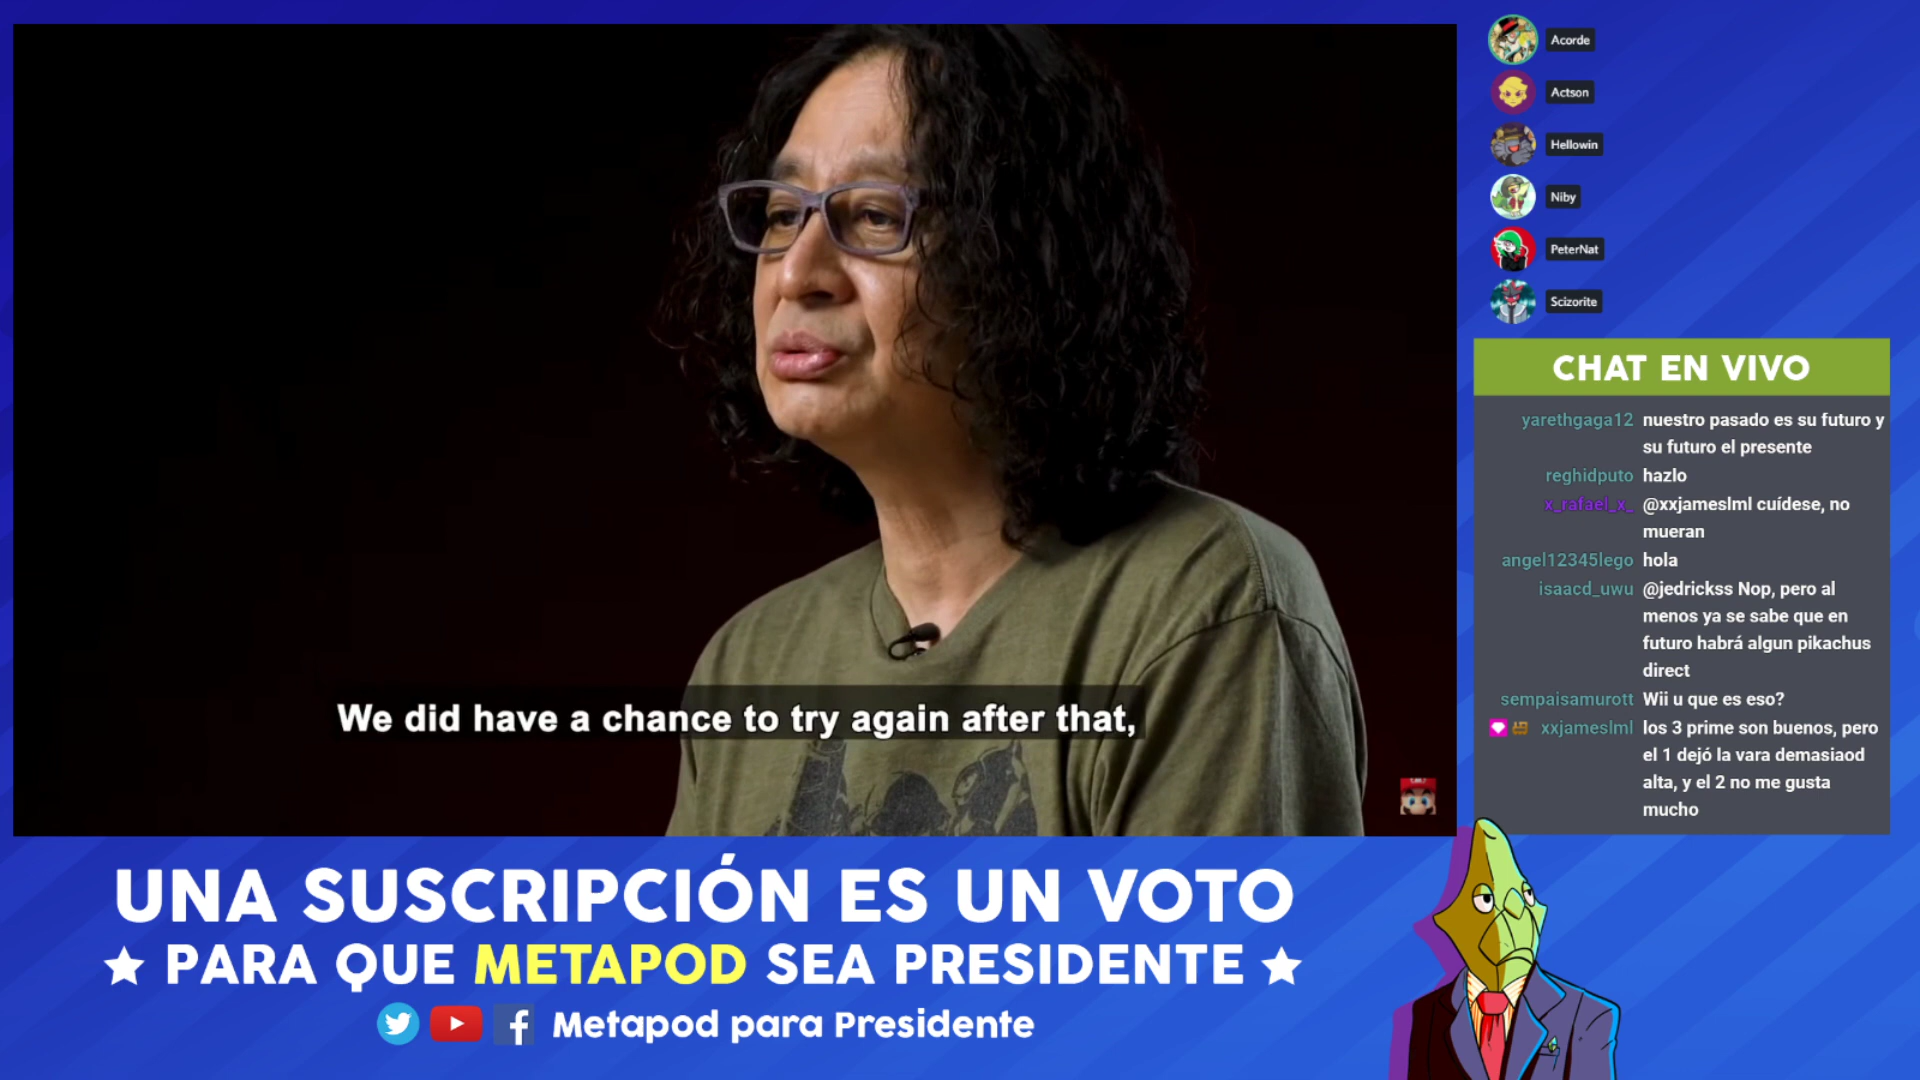 Acorde
Actson
Hellowin
Niby
PeterNat
Scizorite
CHAT EN VIVO
yarethgaga12 nuestro pasado es su futuro y
su futuro el presente
reghidputo hazlo
x_rafael_x_ @xxjameslml cuídese, no
mueran
angel12345lego hola
isaacd_uwu @jedrickss Nop, pero al
menos ya se sabe que en
futuro habrá algun pikachus
direct
sempaisamurott Wii u que es eso?
xxjameslml los 3 prime son buenos, pero
el 1 dejó la vara demasiaod
alta, y el 2 no me gusta
mucho
We did have a chance to try again after that,
UNA SUSCRIPCIÓN ES UN VOTO
★ PARA QUE METAPOD SEA PRESIDENTE ★
Metapod para Presidente